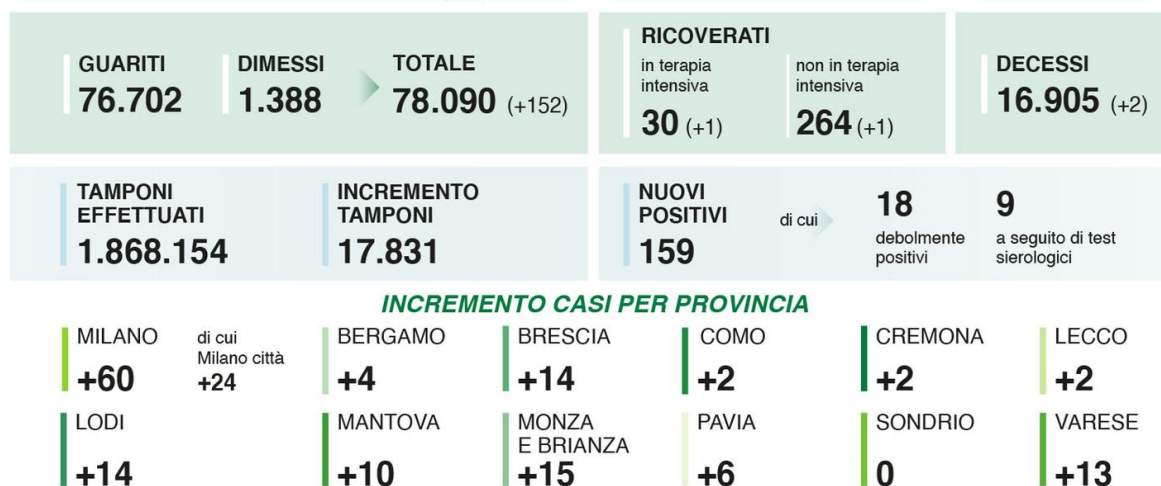 GUARITI
76.702
DIMESSI
1.388
TOTALE
78.090 (+152)
RICOVERATI
in terapia
intensiva
30 (+1)
non in terapia
intensiva
264 (+1)
DECESSI
16.905 (+2)
TAMPONI
EFFETTUATI
1.868.154
INCREMENTO
TAMPONI
17.831
NUOVI
POSITIVI
159
di cui
18
debolmente
positivi
9
a seguito di test
sierologici
INCREMENTO CASI PER PROVINCIA
MILANO
+60
di cui
Milano città
+24
BERGAMO
+4
BRESCIA
+14
COMO
+2
CREMONA
+2
LECCO
+2
LODI
+14
MANTOVA
+10
MONZA
E BRIANZA
+15
PAVIA
+6
SONDRIO
0
VARESE
+13